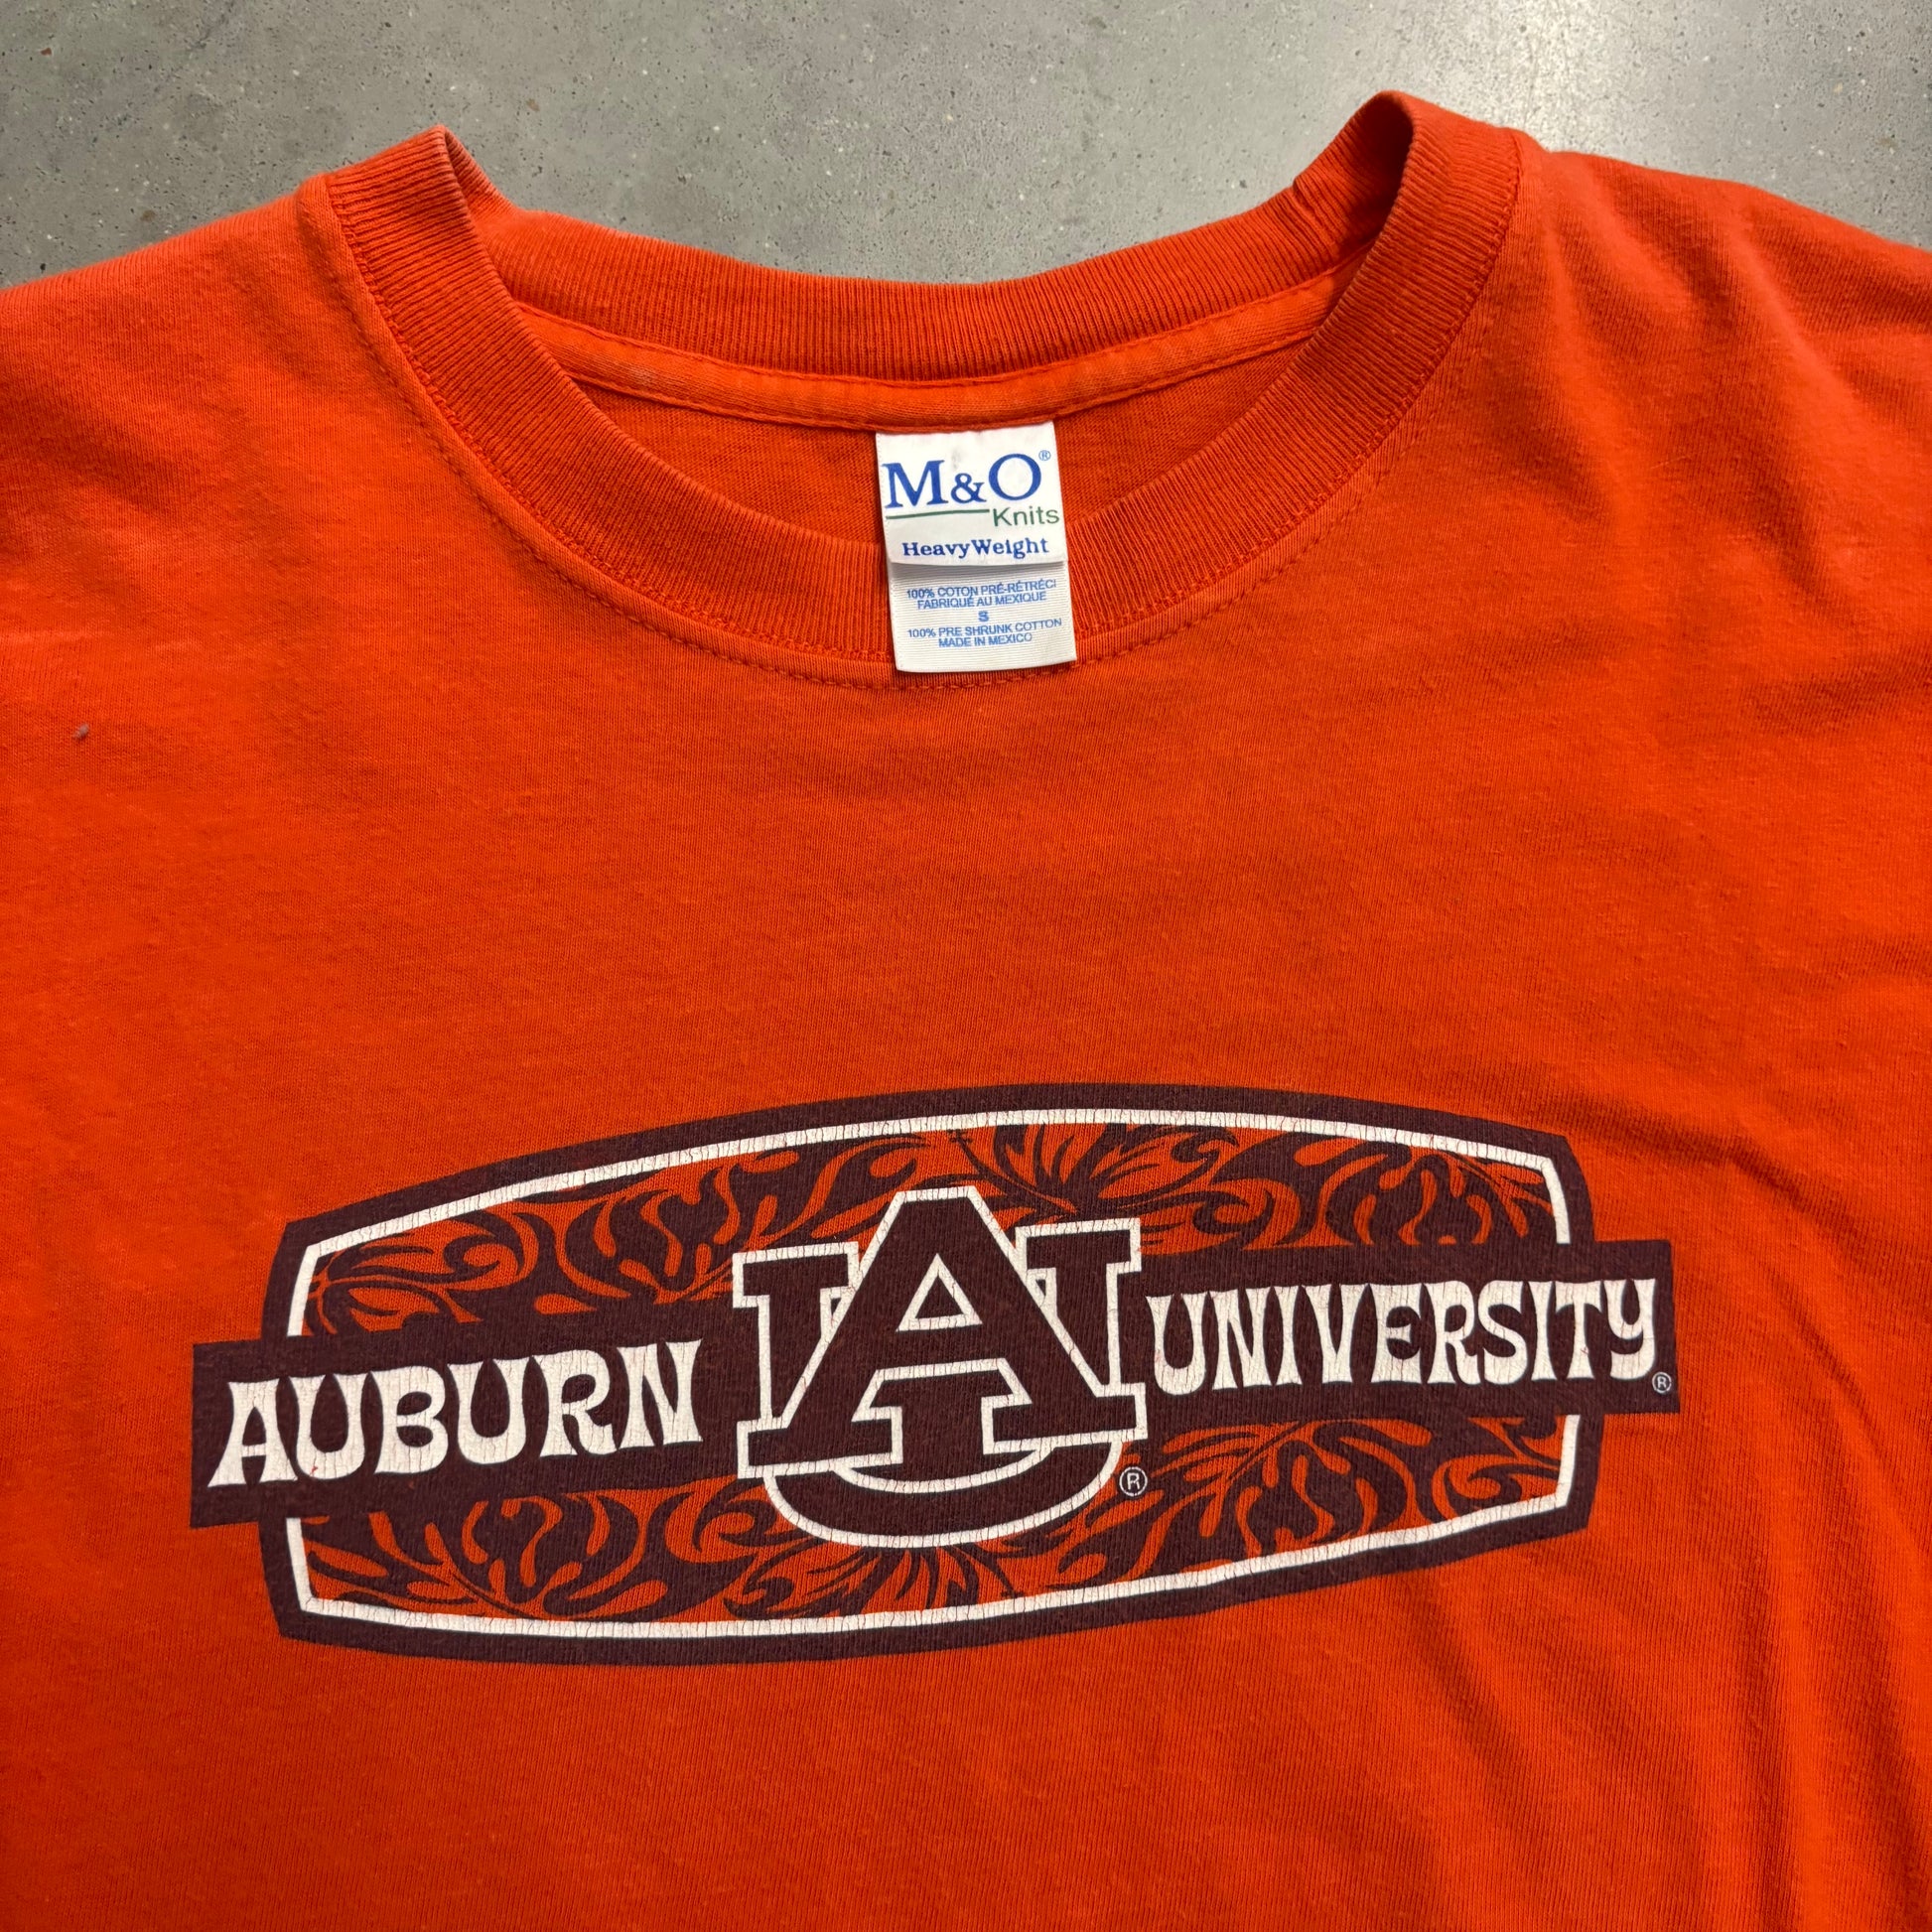 M&O®
Knits
HeavyWeight
100% COTON PRÉ-RÉTRÉCI
FABRIQUÉ AU MEXIQUE
S
100% PRE SHRUNK COTTON
MADE IN MEXICO
AUBURN AU UNIVERSITY®
®